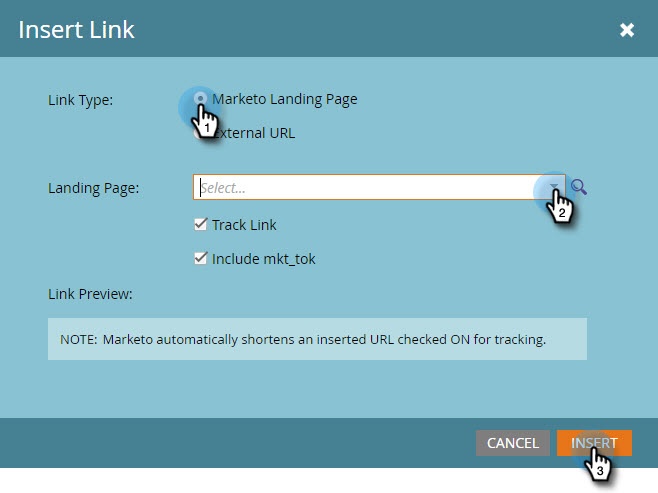 Insert Link
Link Type:
Marketo Landing Page
1
External URL
Landing Page:
Select...
2
Track Link
Include mkt_tok
Link Preview:
NOTE: Marketo automatically shortens an inserted URL checked ON for tracking.
CANCEL
INSERT
3